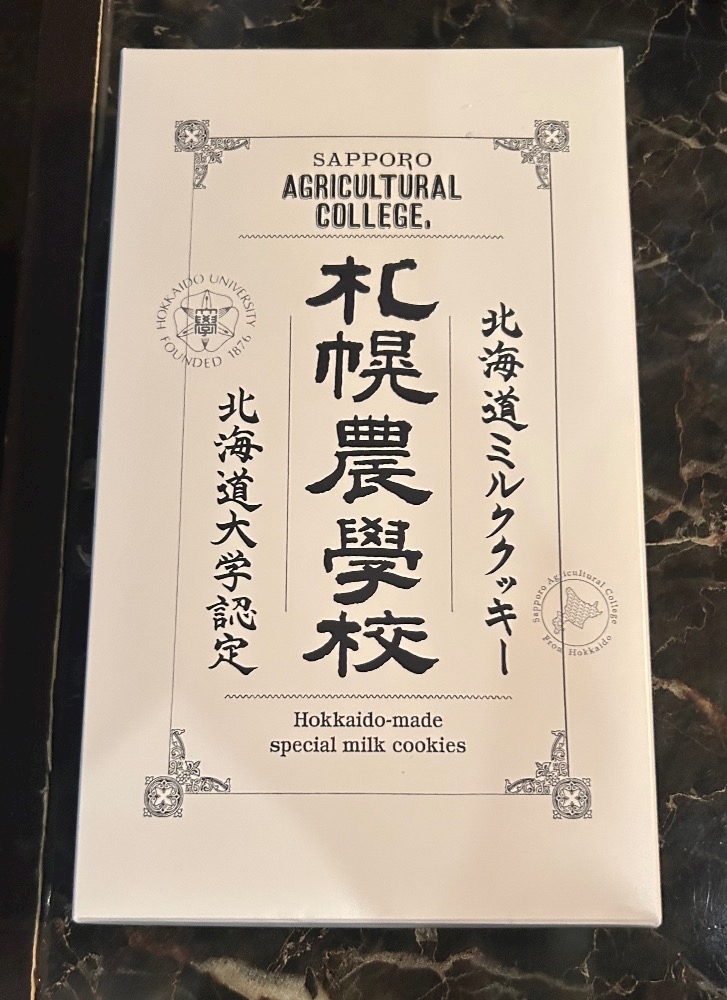 SAPPORO
AGRICULTURAL
COLLEGE,
北海道ミルククッキー
札幌農學校
北海道大学認定
HOKKAIDO UNIVERSITY
FOUNDED 1876
學
Sapporo Agricultural College
From Hokkaido
Hokkaido-made
special milk cookies